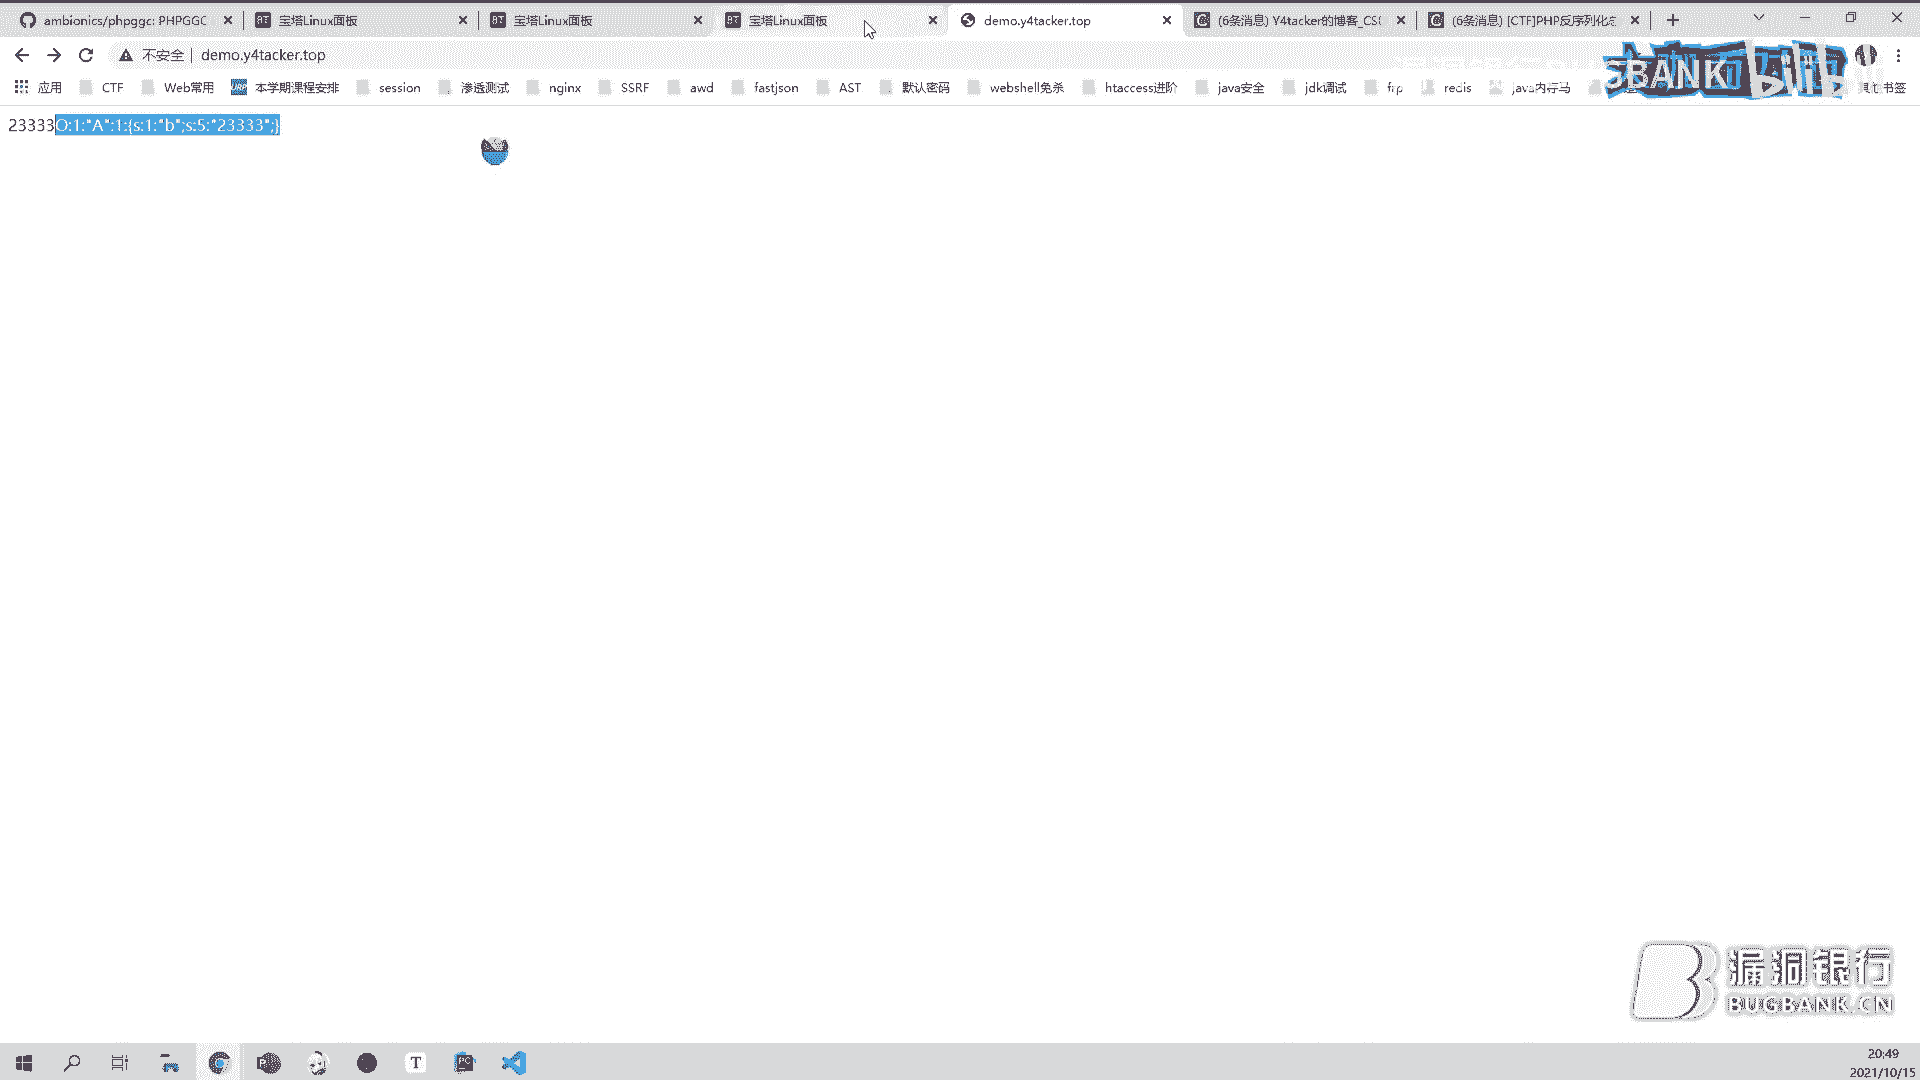 ambionics/phpggc: PHPGGC
宝塔Linux面板
宝塔Linux面板
宝塔Linux面板
demo.y4tacker.top
(6条消息) Y4tacker的博客_CS
(6条消息) [CTF]PHP反序列化
不安全 | demo.y4tacker.top
应用 CTF Web常用 本学期课程安排 session 渗透测试 nginx SSRF awd fastjson AST 默认密码 webshell免杀 htaccess进阶 java安全 jdk调试 frp redis java内存马 书签
SBANK bilibili
23333O:1:"A":1:{s:1:"b";s:5:"23333";}
漏洞银行
BUGBANK.CN
20:49
2021/10/15